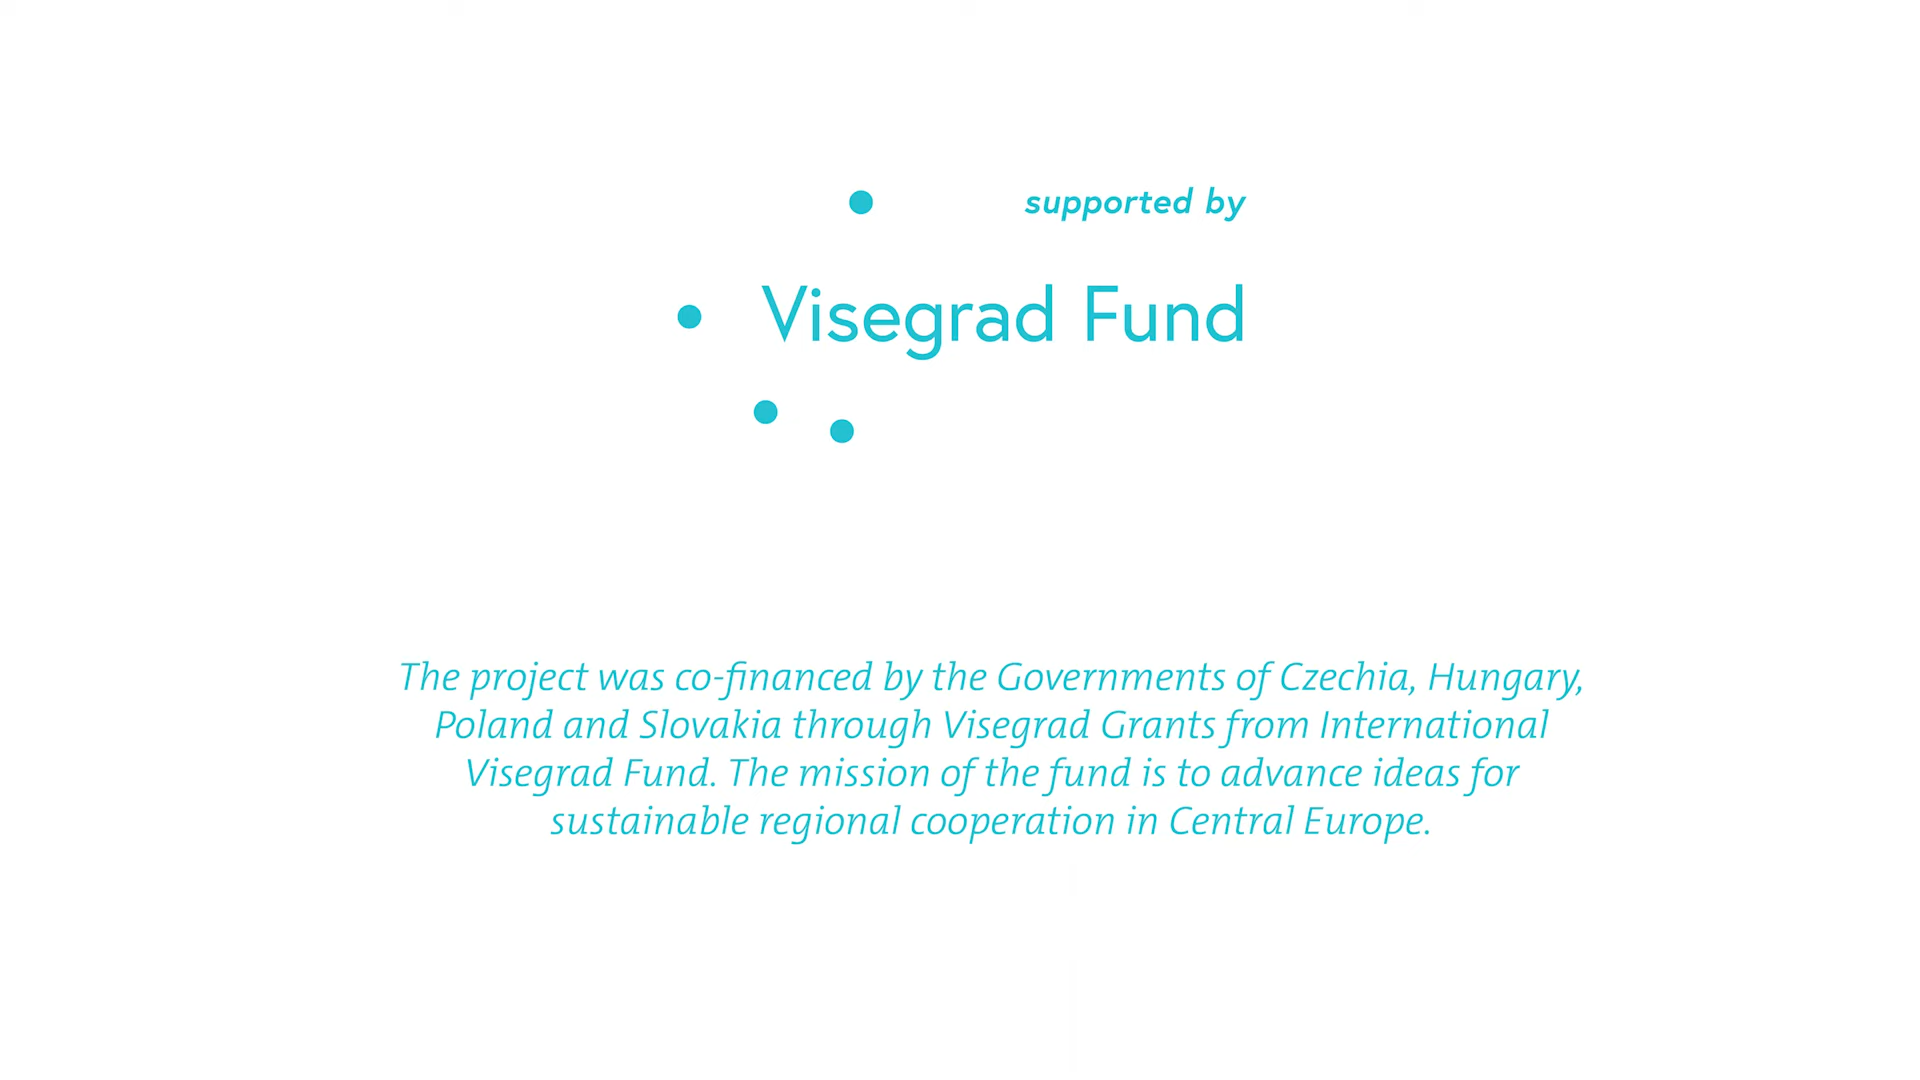 supported by
Visegrad Fund
The project was co-financed by the Governments of Czechia, Hungary,
Poland and Slovakia through Visegrad Grants from International
Visegrad Fund. The mission of the fund is to advance ideas for
sustainable regional cooperation in Central Europe.